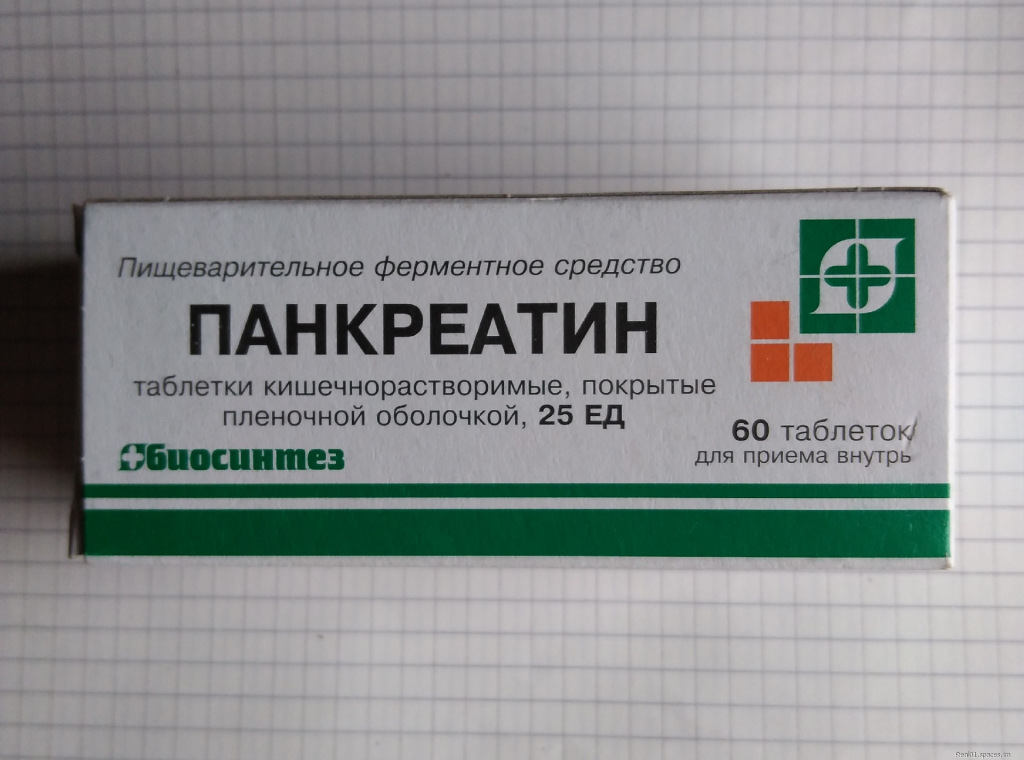 Пищеварительное ферментное средство
ПАНКРЕАТИН
таблетки кишечнорастворимые, покрытые
пленочной оболочкой, 25 ЕД
биосинтез
60 таблеток
для приема внутрь